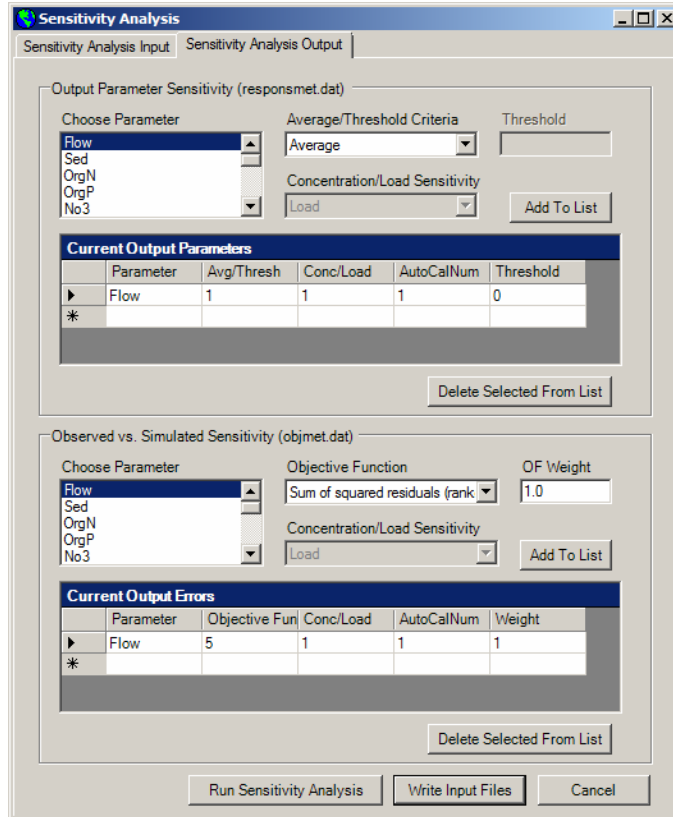 Sensitivity Analysis
Sensitivity Analysis Input Sensitivity Analysis Output
Output Parameter Sensitivity (responsmet.dat)
Choose Parameter Average/Threshold Criteria Threshold
Flow
Sed
OrgN
OrgP
No3
Average
Concentration/Load Sensitivity
Load
Add To List
Current Output Parameters
Parameter Avg/Thresh Conc/Load AutoCalNum Threshold
Flow 1 1 1 0
Delete Selected From List
Observed vs. Simulated Sensitivity (objmet.dat)
Choose Parameter Objective Function OF Weight
Flow
Sed
OrgN
OrgP
No3
Sum of squared residuals (rank
1.0
Concentration/Load Sensitivity
Load
Add To List
Current Output Errors
Parameter Objective Fun Conc/Load AutoCalNum Weight
Flow 5 1 1 1
Delete Selected From List
Run Sensitivity Analysis Write Input Files Cancel